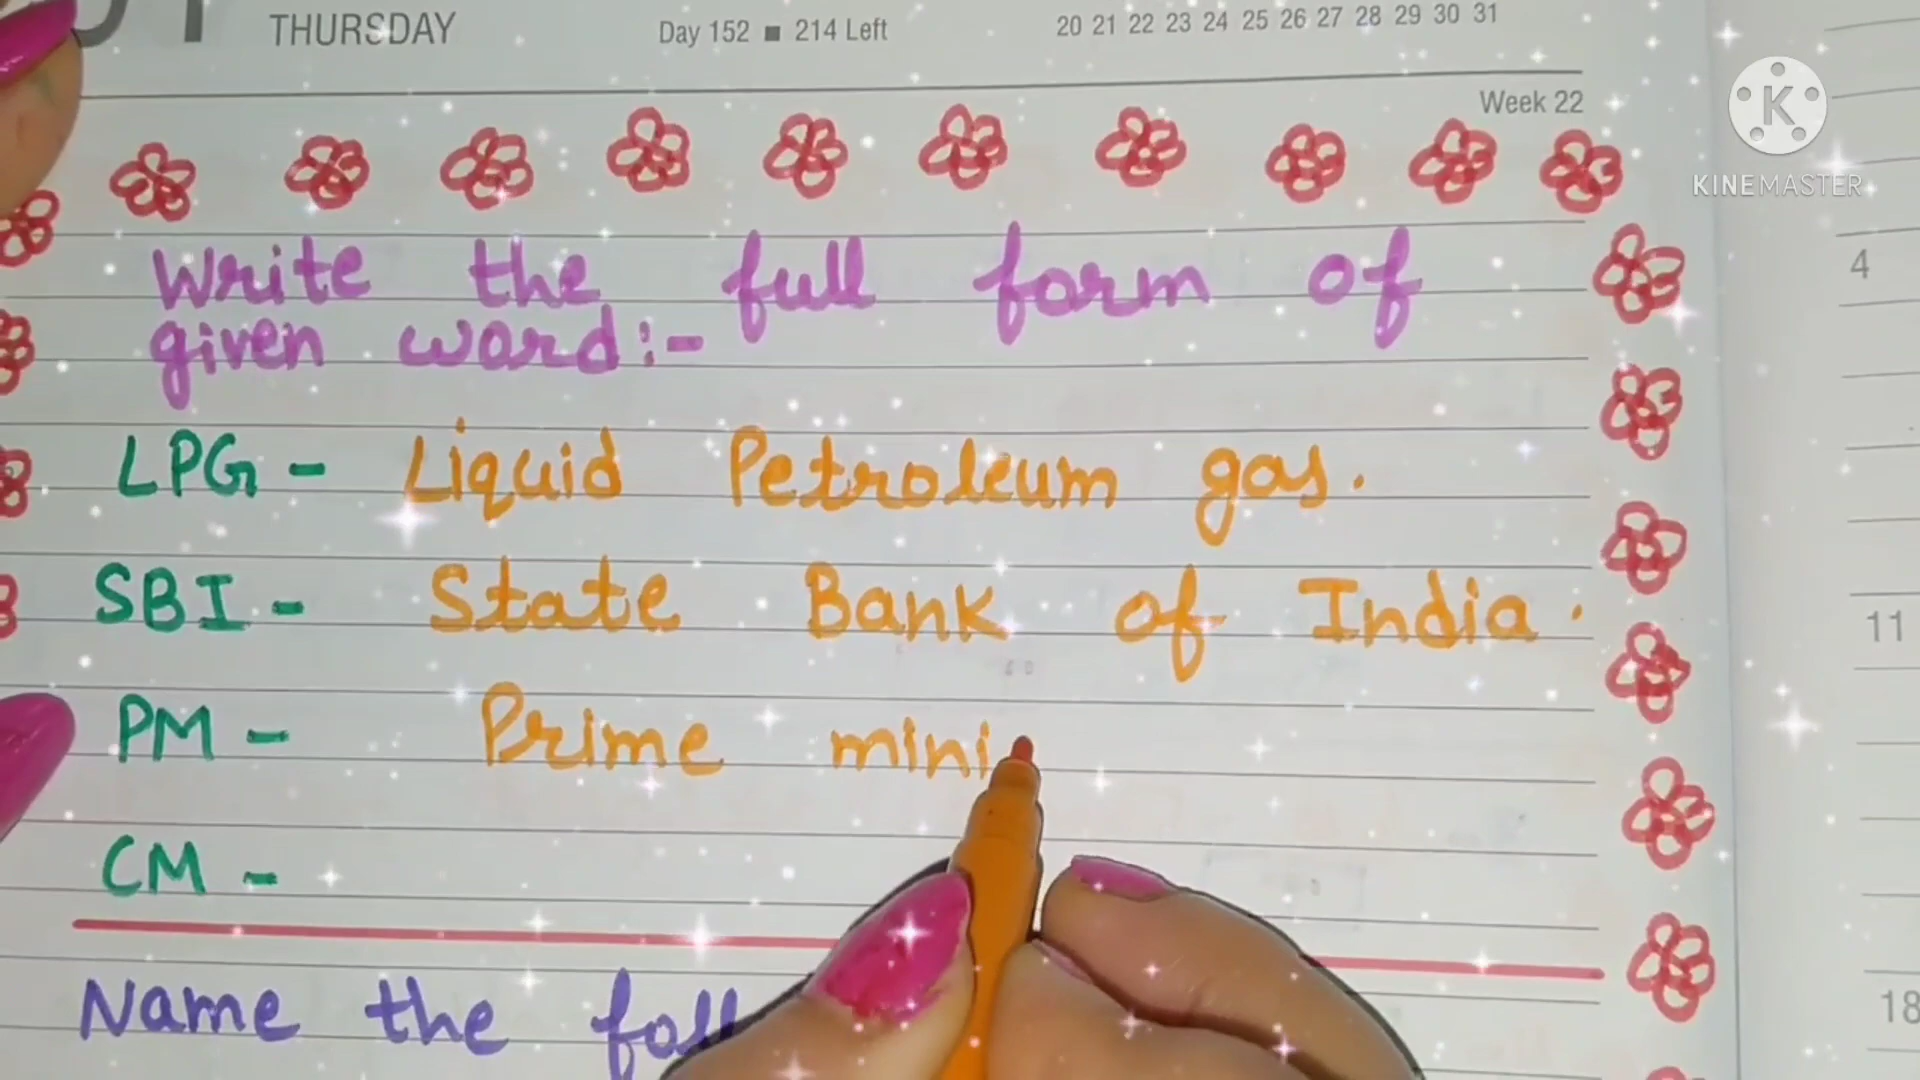 THURSDAY
Day 152 ■ 214 Left
20 21 22 23 24 25 26 27 28 29 30 31
Week 22
KINEMASTER
Write the full form of
given word:-
LPG - Liquid Petroleum gas.
SBI - State Bank of India.
PM - Prime mini
CM -
Name the foll
4
11
18